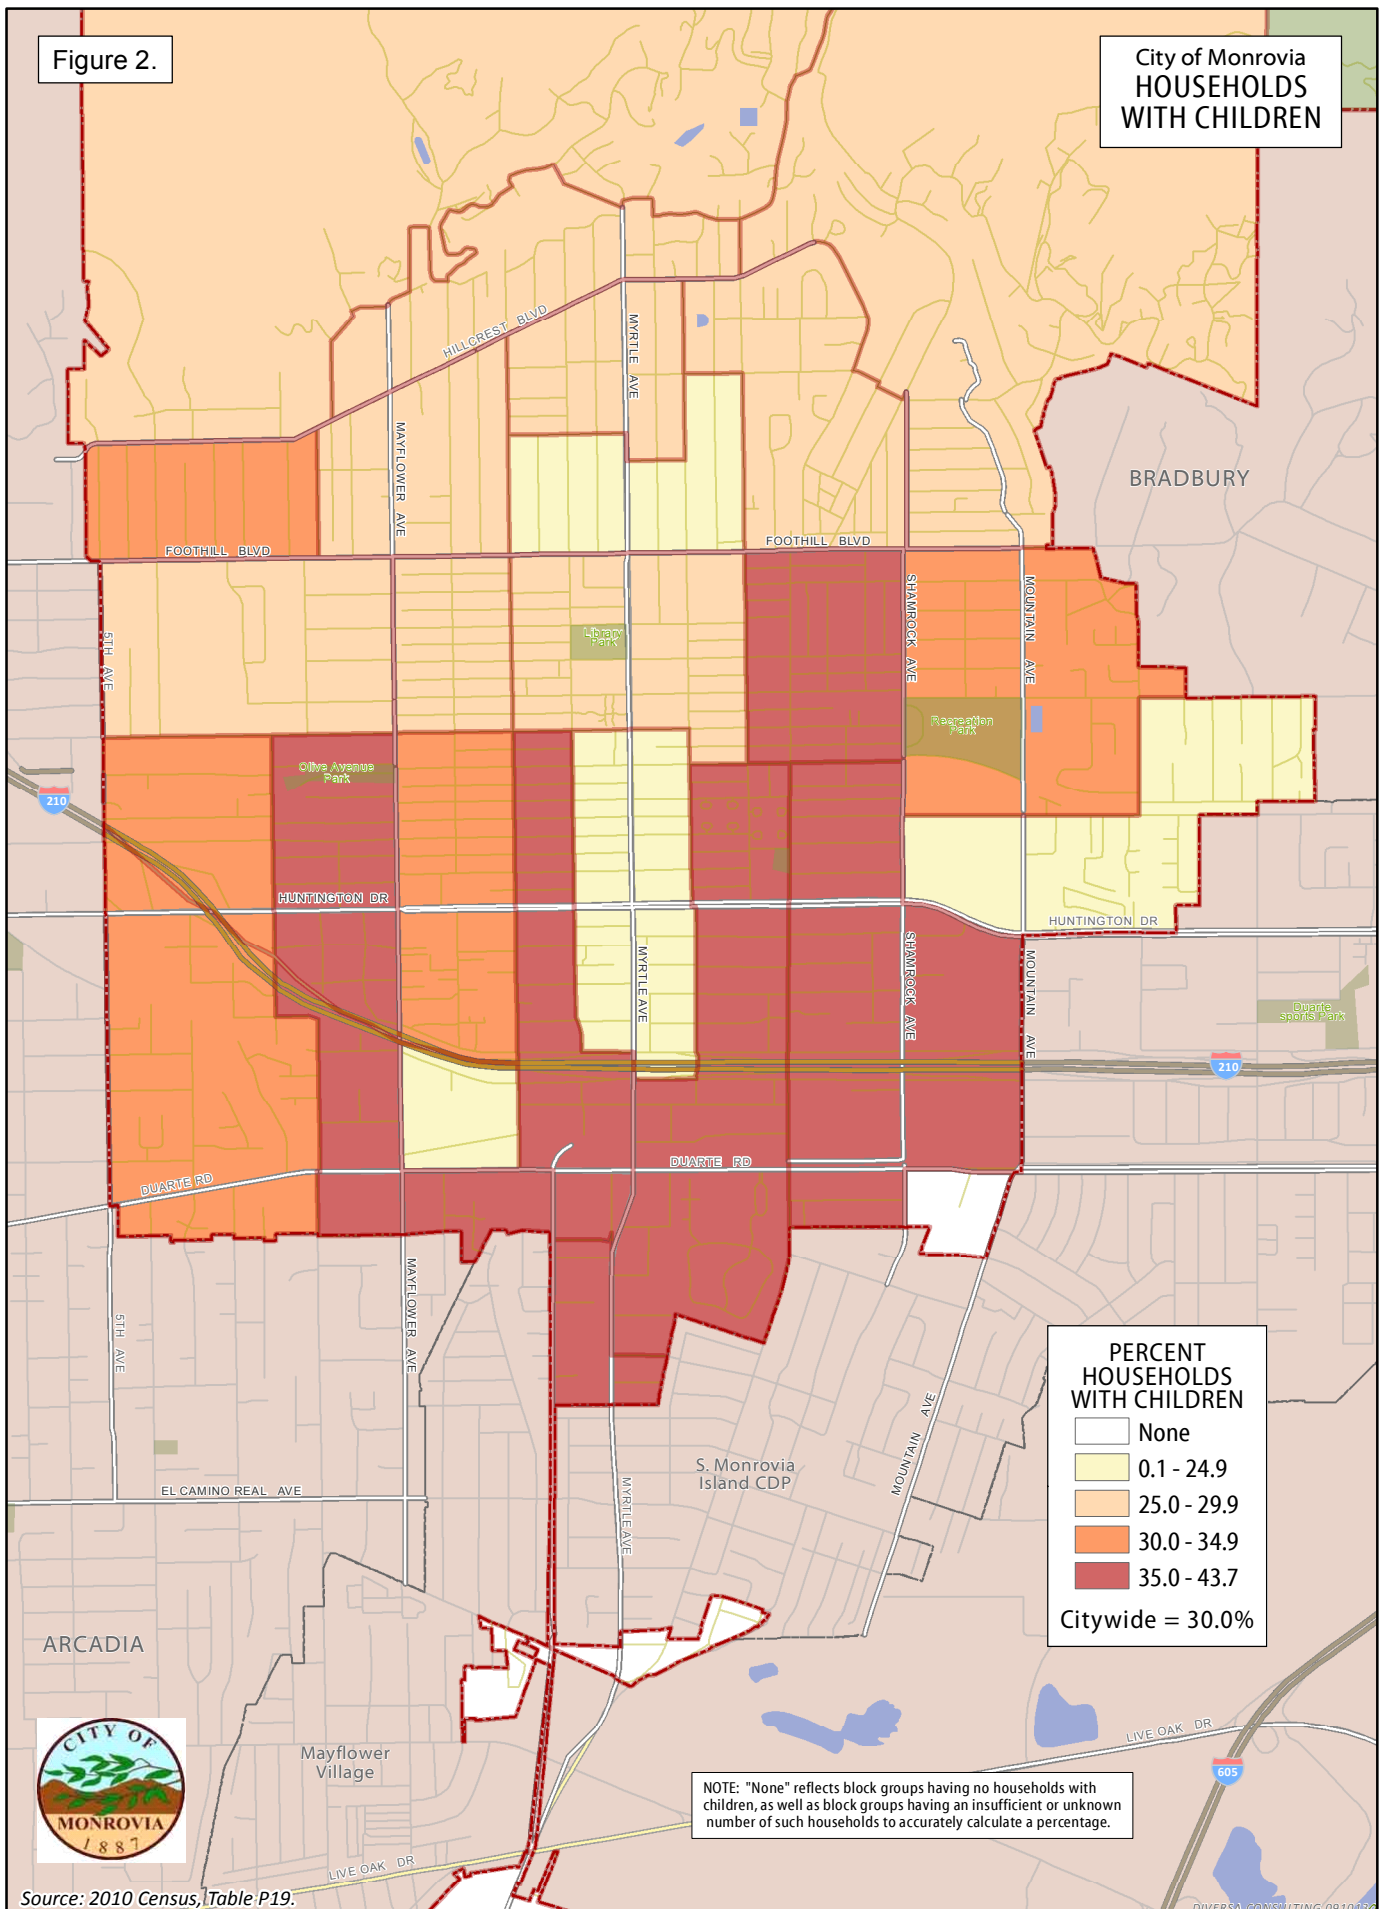 Figure 2.
City of Monrovia
HOUSEHOLDS
WITH CHILDREN
HILLCREST BLVD
MYRTLE AVE
MAYFLOWER AVE
BRADBURY
FOOTHILL BLVD
FOOTHILL BLVD
5TH AVE
Library
Park
SHAMROCK AVE
MOUNTAIN AVE
Recreation
Park
Olive Avenue
Park
210
HUNTINGTON DR
HUNTINGTON DR
MYRTLE AVE
SHAMROCK AVE
MOUNTAIN AVE
Duarte
sports Park
210
DUARTE RD
DUARTE RD
5TH AVE
MAYFLOWER AVE
PERCENT
HOUSEHOLDS
WITH CHILDREN
None
0.1 - 24.9
25.0 - 29.9
30.0 - 34.9
35.0 - 43.7
Citywide = 30.0%
MOUNTAIN AVE
S. Monrovia
Island CDP
EL CAMINO REAL AVE
MYRTLE AVE
ARCADIA
CITY OF
MONROVIA
1887
Mayflower
Village
LIVE OAK DR
605
NOTE: "None" reflects block groups having no households with
children, as well as block groups having an insufficient or unknown
number of such households to accurately calculate a percentage.
LIVE OAK DR
Source: 2010 Census, Table P19.
DIVERSA CONSULTING